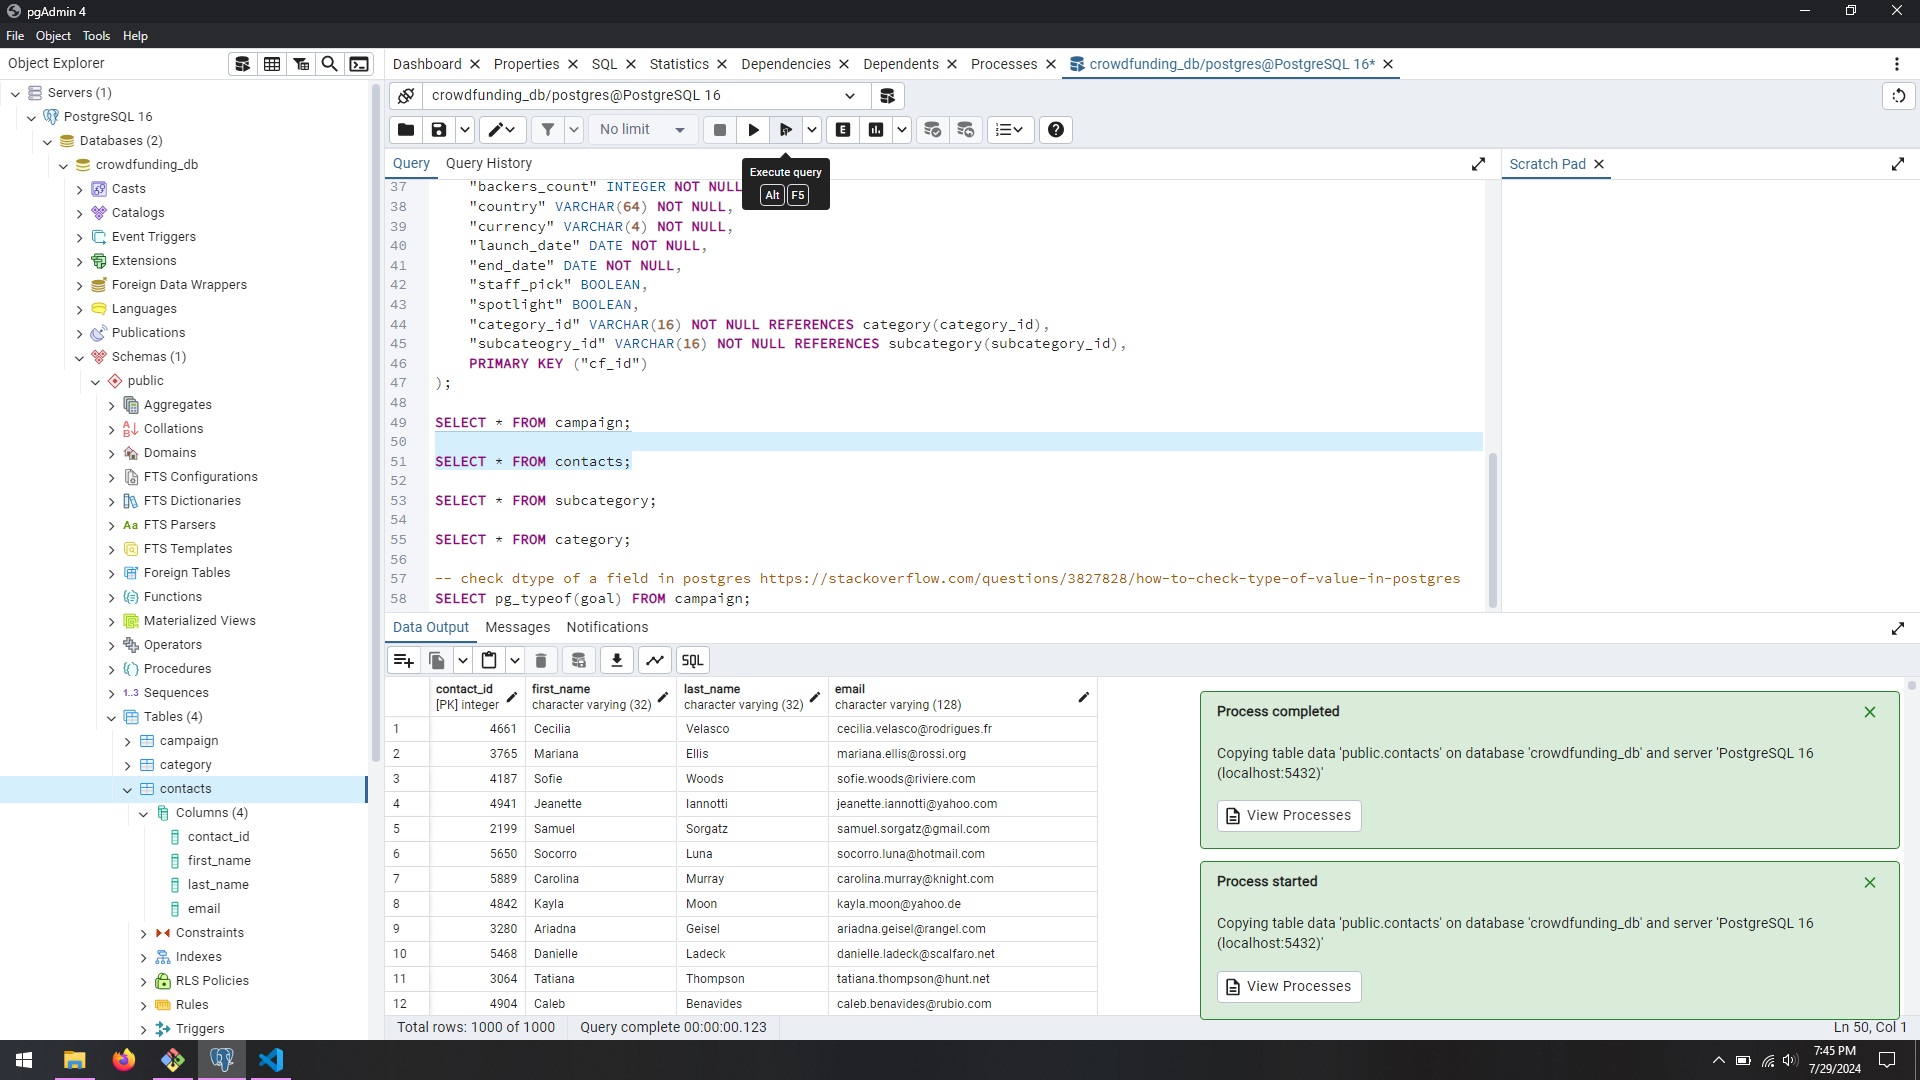 pgAdmin 4
File Object Tools Help
Object Explorer
Dashboard Properties SQL Statistics Dependencies Dependents Processes crowdfunding_db/postgres@PostgreSQL 16*
crowdfunding_db/postgres@PostgreSQL 16
No limit
E
Query Query History
Execute query
Alt F5
Scratch Pad
Servers (1)
PostgreSQL 16
Databases (2)
crowdfunding_db
Casts
Catalogs
Event Triggers
Extensions
Foreign Data Wrappers
Languages
Publications
Schemas (1)
public
Aggregates
Collations
Domains
FTS Configurations
FTS Dictionaries
Aa FTS Parsers
FTS Templates
Foreign Tables
Functions
Materialized Views
Operators
Procedures
1..3 Sequences
Tables (4)
campaign
category
contacts
Columns (4)
contact_id
first_name
last_name
email
Constraints
Indexes
RLS Policies
Rules
Triggers
37 "backers_count" INTEGER NOT NULL
38 "country" VARCHAR(64) NOT NULL,
39 "currency" VARCHAR(4) NOT NULL,
40 "launch_date" DATE NOT NULL,
41 "end_date" DATE NOT NULL,
42 "staff_pick" BOOLEAN,
43 "spotlight" BOOLEAN,
44 "category_id" VARCHAR(16) NOT NULL REFERENCES category(category_id),
45 "subcateogry_id" VARCHAR(16) NOT NULL REFERENCES subcategory(subcategory_id),
46 PRIMARY KEY ("cf_id")
47 );
48
49 SELECT * FROM campaign;
50
51 SELECT * FROM contacts;
52
53 SELECT * FROM subcategory;
54
55 SELECT * FROM category;
56
57 -- check dtype of a field in postgres https://stackoverflow.com/questions/3827828/how-to-check-type-of-value-in-postgres
58 SELECT pg_typeof(goal) FROM campaign;
Data Output Messages Notifications
SQL
contact_id first_name last_name email
[PK] integer character varying (32) character varying (32) character varying (128)
1 4661 Cecilia Velasco cecilia.velasco@rodrigues.fr
2 3765 Mariana Ellis mariana.ellis@rossi.org
3 4187 Sofie Woods sofie.woods@riviere.com
4 4941 Jeanette Iannotti jeanette.iannotti@yahoo.com
5 2199 Samuel Sorgatz samuel.sorgatz@gmail.com
6 5650 Socorro Luna socorro.luna@hotmail.com
7 5889 Carolina Murray carolina.murray@knight.com
8 4842 Kayla Moon kayla.moon@yahoo.de
9 3280 Ariadna Geisel ariadna.geisel@rangel.com
10 5468 Danielle Ladeck danielle.ladeck@scalfaro.net
11 3064 Tatiana Thompson tatiana.thompson@hunt.net
12 4904 Caleb Benavides caleb.benavides@rubio.com
Process completed
Copying table data 'public.contacts' on database 'crowdfunding_db' and server 'PostgreSQL 16
(localhost:5432)'
View Processes
Process started
Copying table data 'public.contacts' on database 'crowdfunding_db' and server 'PostgreSQL 16
(localhost:5432)'
View Processes
Total rows: 1000 of 1000 Query complete 00:00:00.123 Ln 50, Col 1
7:45 PM
7/29/2024